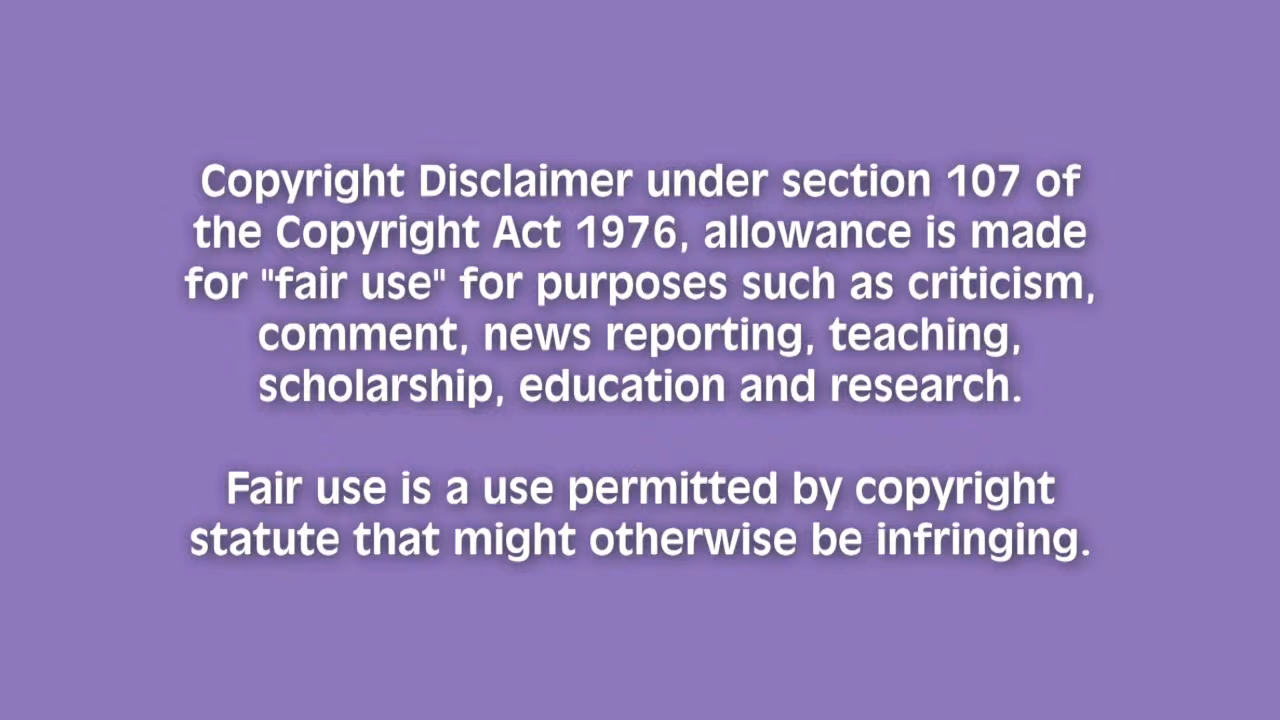 Copyright Disclaimer under section 107 of
the Copyright Act 1976, allowance is made
for "fair use" for purposes such as criticism,
comment, news reporting, teaching,
scholarship, education and research.
Fair use is a use permitted by copyright
statute that might otherwise be infringing.